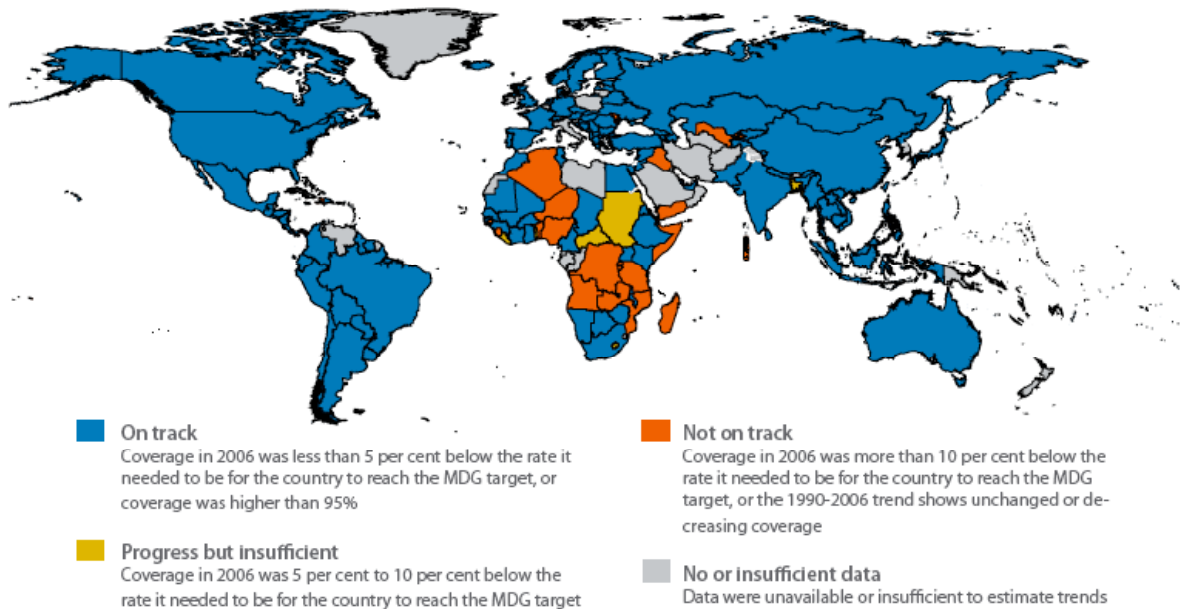 On track
Coverage in 2006 was less than 5 per cent below the rate it
needed to be for the country to reach the MDG target, or
coverage was higher than 95%
Progress but insufficient
Coverage in 2006 was 5 per cent to 10 per cent below the
rate it needed to be for the country to reach the MDG target
Not on track
Coverage in 2006 was more than 10 per cent below the
rate it needed to be for the country to reach the MDG
target, or the 1990-2006 trend shows unchanged or de-
creasing coverage
No or insufficient data
Data were unavailable or insufficient to estimate trends